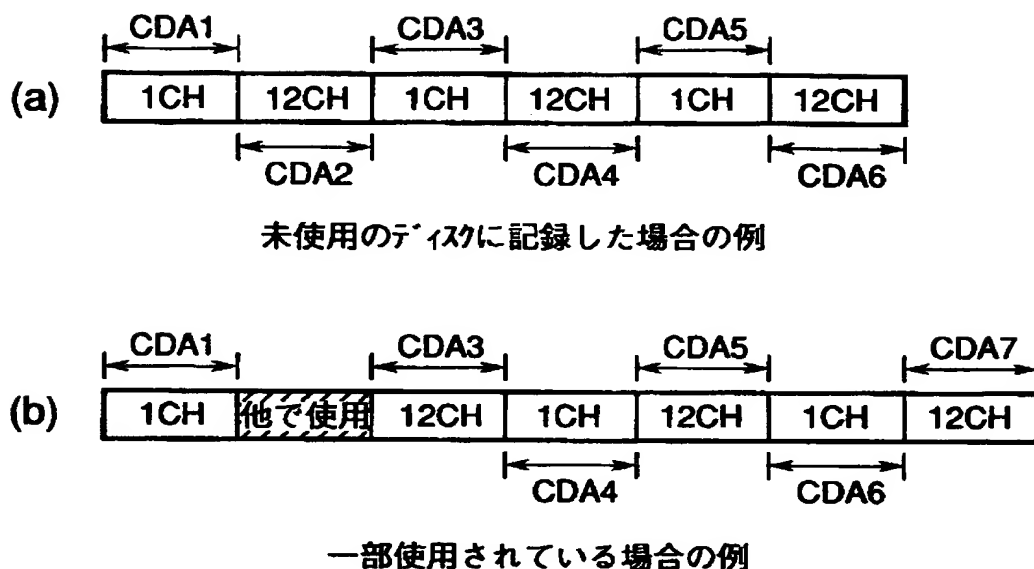 CDA1 CDA3 CDA5
(a) 1CH 12CH 1CH 12CH 1CH 12CH
CDA2 CDA4 CDA6
未使用のディスクに記録した場合の例
CDA1 CDA3 CDA5 CDA7
(b) 1CH 他で使用 12CH 1CH 12CH 1CH 12CH
CDA4 CDA6
一部使用されている場合の例